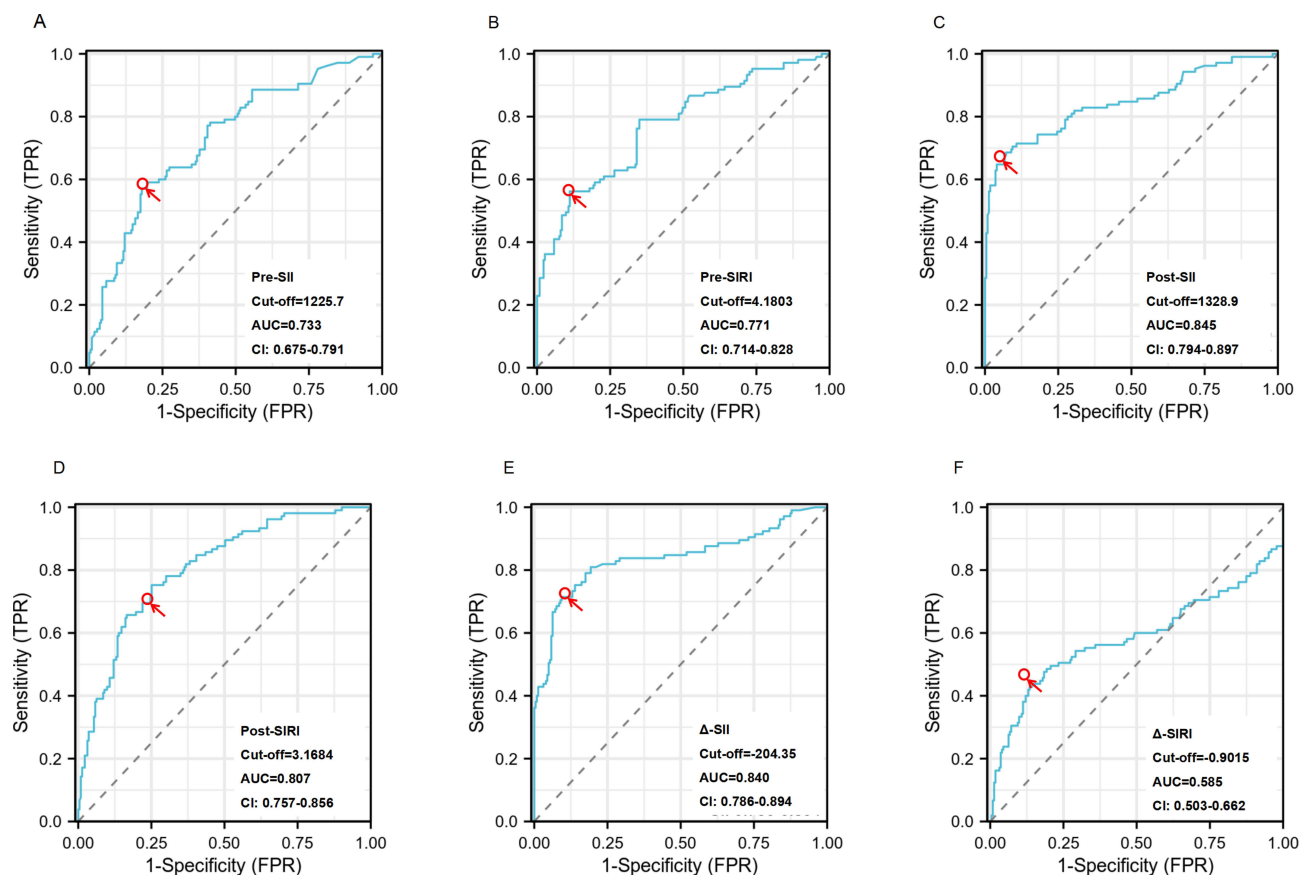 A
1.0
0.8
0.6
0.4
0.2
0.0
Sensitivity (TPR)
Pre-SII
Cut-off=1225.7
AUC=0.733
CI: 0.675-0.791
0.00 0.25 0.50 0.75 1.00
1-Specificity (FPR)
B
1.0
0.8
0.6
0.4
0.2
0.0
Sensitivity (TPR)
Pre-SIRI
Cut-off=4.1803
AUC=0.771
CI: 0.714-0.828
0.00 0.25 0.50 0.75 1.00
1-Specificity (FPR)
C
1.0
0.8
0.6
0.4
0.2
0.0
Sensitivity (TPR)
Post-SII
Cut-off=1328.9
AUC=0.845
CI: 0.794-0.897
0.00 0.25 0.50 0.75 1.00
1-Specificity (FPR)
D
1.0
0.8
0.6
0.4
0.2
0.0
Sensitivity (TPR)
Post-SIRI
Cut-off=3.1684
AUC=0.807
CI: 0.757-0.856
0.00 0.25 0.50 0.75 1.00
1-Specificity (FPR)
E
1.0
0.8
0.6
0.4
0.2
0.0
Sensitivity (TPR)
Δ-SII
Cut-off=-204.35
AUC=0.840
CI: 0.786-0.894
0.00 0.25 0.50 0.75 1.00
1-Specificity (FPR)
F
1.0
0.8
0.6
0.4
0.2
0.0
Sensitivity (TPR)
Δ-SIRI
Cut-off=-0.9015
AUC=0.585
CI: 0.503-0.662
0.00 0.25 0.50 0.75 1.00
1-Specificity (FPR)